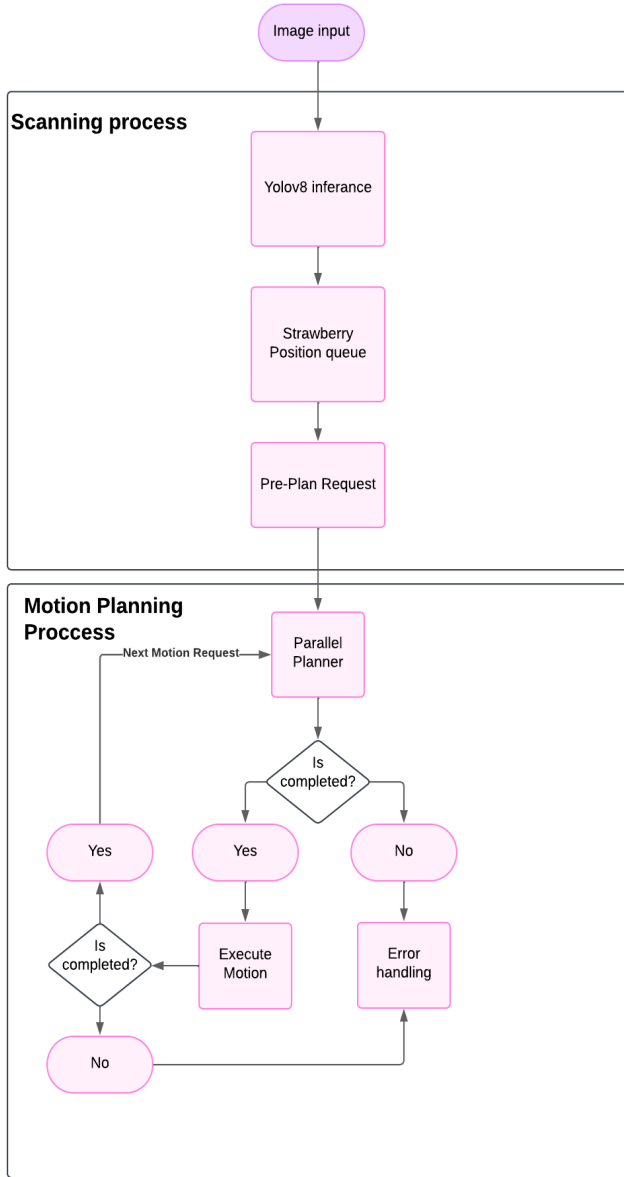 Image input
Scanning process
Yolov8 inferance
Strawberry
Position queue
Pre-Plan Request
Motion Planning
Proccess
Next Motion Request
Parallel
Planner
Is
completed?
Yes
Yes
No
Is
completed?
Execute
Motion
Error
handling
No